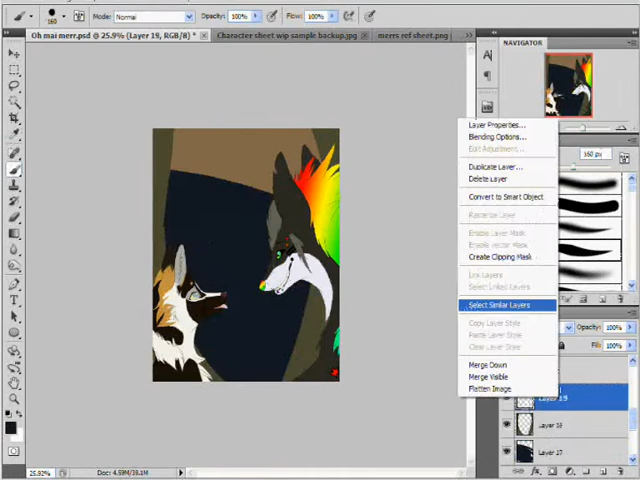 160
Mode:
Normal
Opacity:
100%
Flow:
100%
Oh mai merr.psd @ 25.9% (Layer 19, RGB/8) *
Character sheet wip sample backup.jpg
merrs ref sheet.png
NAVIGATOR
Layer Properties...
Blending Options...
Edit Adjustment...
160 px
Duplicate Layer...
Delete Layer
Convert to Smart Object
Rasterize Layer
Enable Layer Mask
Enable Vector Mask
Create Clipping Mask
Link Layers
Select Linked Layers
Select Similar Layers
Copy Layer Style
Paste Layer Style
Clear Layer Style
Opacity:
100%
Fill:
100%
Merge Down
Merge Visible
Flatten Image
Layer 19
Layer 17
25.92%
Doc: 4.59M/19.1M